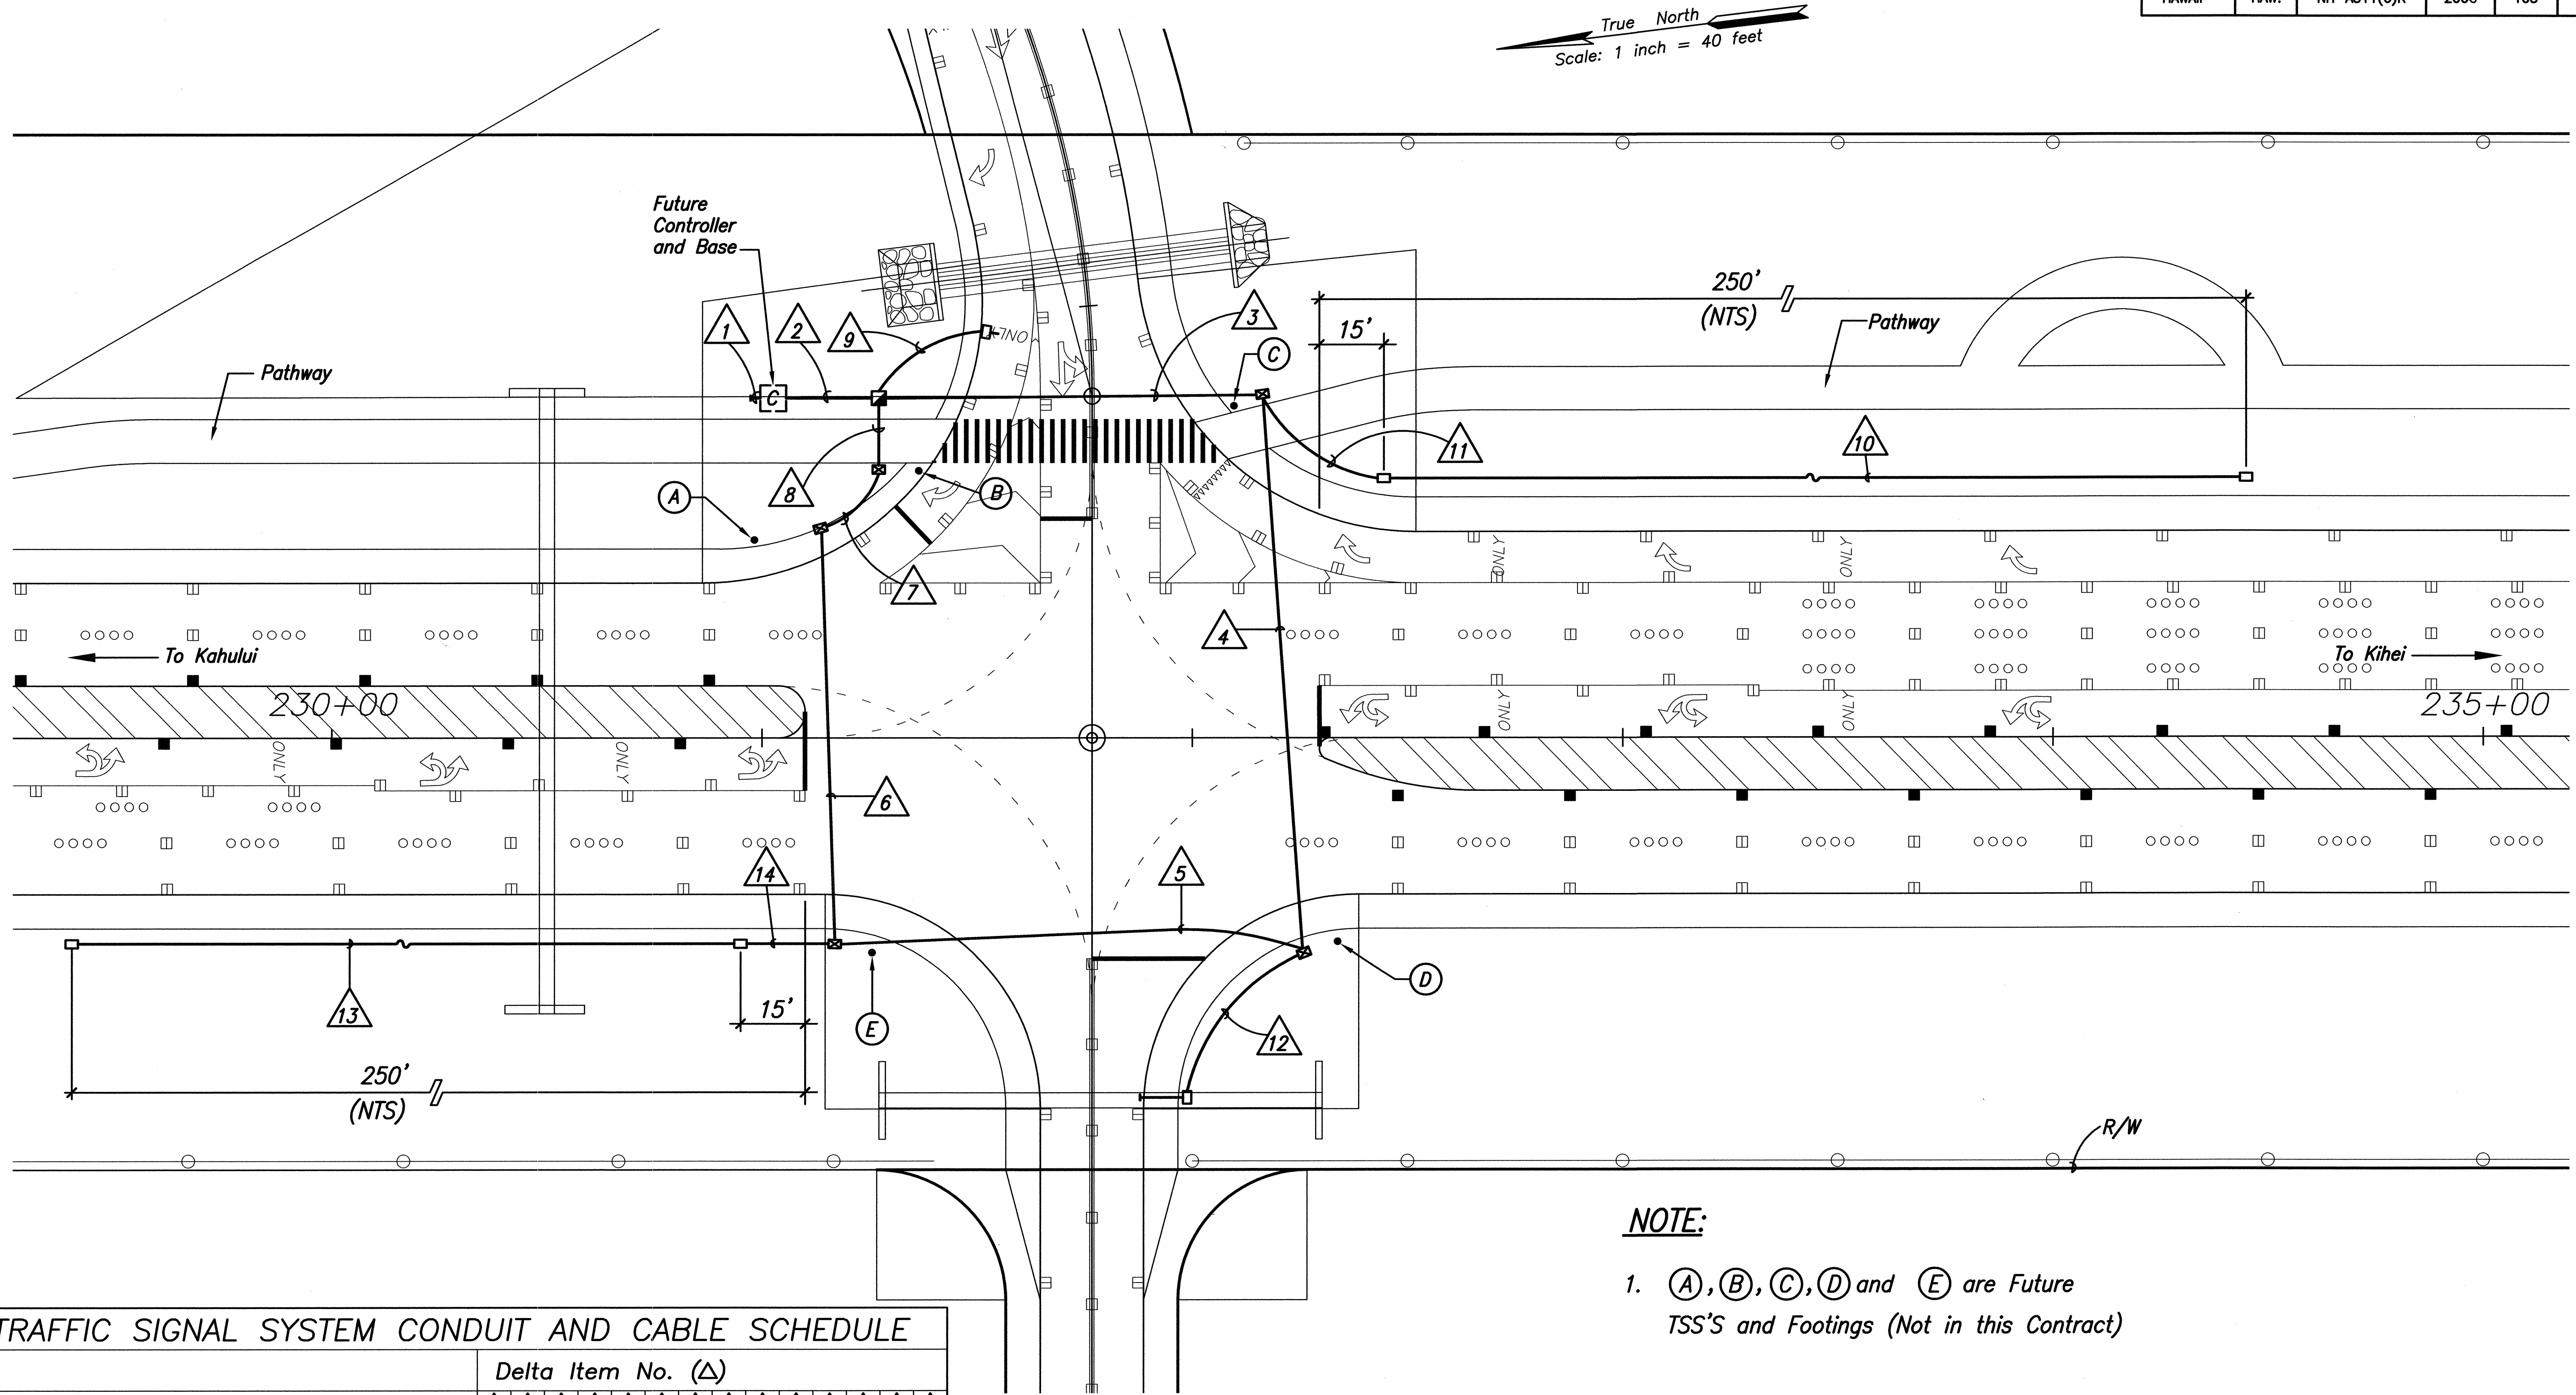 True North
Scale: 1 inch = 40 feet
Future
Controller
and Base
1
2
9
3
C
C
250'
(NTS)
15'
Pathway
Pathway
ONLY
11
10
A
8
B
7
ONLY
ONLY
4
To Kahului
To Kihei
230+00
235+00
ONLY
ONLY
ONLY
ONLY
6
14
5
13
15'
E
D
12
250'
(NTS)
R/W
NOTE:
1. A, B, C, D and E are Future
TSS'S and Footings (Not in this Contract)
TRAFFIC SIGNAL SYSTEM CONDUIT AND CABLE SCHEDULE
Delta Item No. (△)